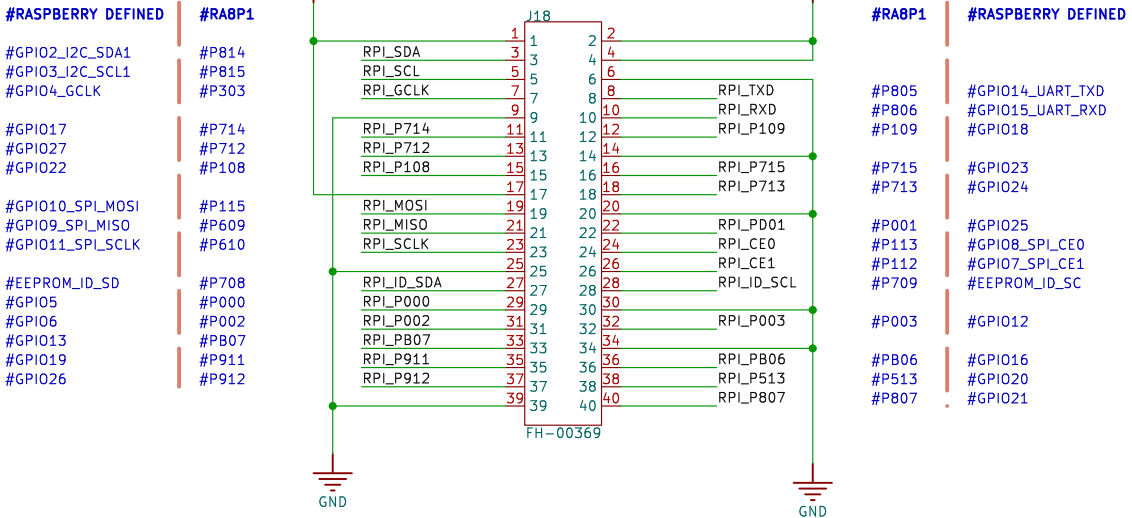 #RASPBERRY DEFINED #RA8P1 J18 #RA8P1 #RASPBERRY DEFINED
1 1 2 2
#GPIO2_I2C_SDA1 #P814 RPI_SDA 3 3 4 4
#GPIO3_I2C_SCL1 #P815 RPI_SCL 5 5 6 6
#GPIO4_GCLK #P303 RPI_GCLK 7 7 8 8 RPI_TXD #P805 #GPIO14_UART_TXD
9 9 10 10 RPI_RXD #P806 #GPIO15_UART_RXD
#GPIO17 #P714 RPI_P714 11 11 12 12 RPI_P109 #P109 #GPIO18
#GPIO27 #P712 RPI_P712 13 13 14 14
#GPIO22 #P108 RPI_P108 15 15 16 16 RPI_P715 #P715 #GPIO23
17 17 18 18 RPI_P713 #P713 #GPIO24
#GPIO10_SPI_MOSI #P115 RPI_MOSI 19 19 20 20
#GPIO9_SPI_MISO #P609 RPI_MISO 21 21 22 22 RPI_PD01 #P001 #GPIO25
#GPIO11_SPI_SCLK #P610 RPI_SCLK 23 23 24 24 RPI_CE0 #P113 #GPIO8_SPI_CE0
25 25 26 26 RPI_CE1 #P112 #GPIO7_SPI_CE1
#EEPROM_ID_SD #P708 RPI_ID_SDA 27 27 28 28 RPI_ID_SCL #P709 #EEPROM_ID_SC
#GPIO5 #P000 RPI_P000 29 29 30 30
#GPIO6 #P002 RPI_P002 31 31 32 32 RPI_P003 #P003 #GPIO12
#GPIO13 #PB07 RPI_PB07 33 33 34 34
#GPIO19 #P911 RPI_P911 35 35 36 36 RPI_PB06 #PB06 #GPIO16
#GPIO26 #P912 RPI_P912 37 37 38 38 RPI_P513 #P513 #GPIO20
39 39 40 40 RPI_P807 #P807 #GPIO21
FH-00369
GND
GND